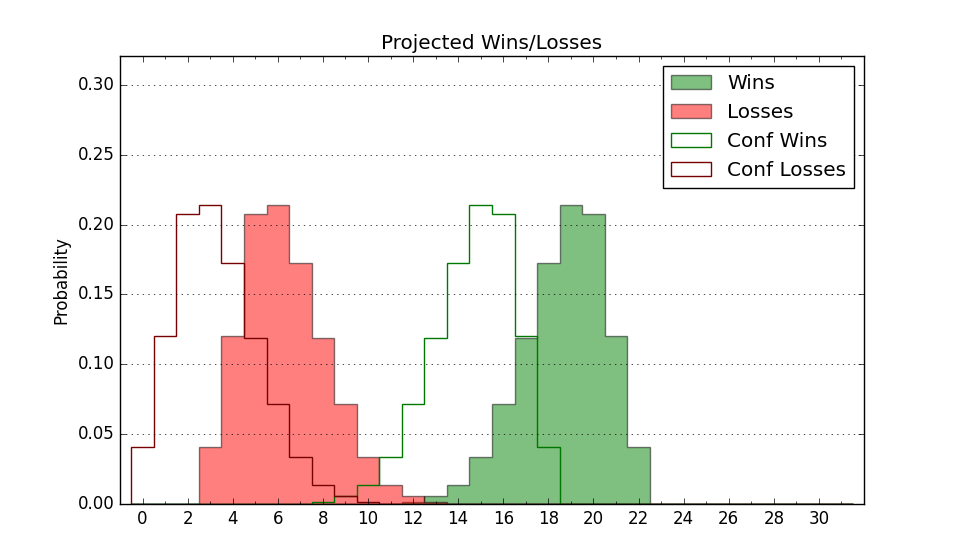 Projected Wins/Losses
Wins
Losses
Conf Wins
Conf Losses
Probability
0.30
0.25
0.20
0.15
0.10
0.05
0.00
0 2 4 6 8 10 12 14 16 18 20 22 24 26 28 30